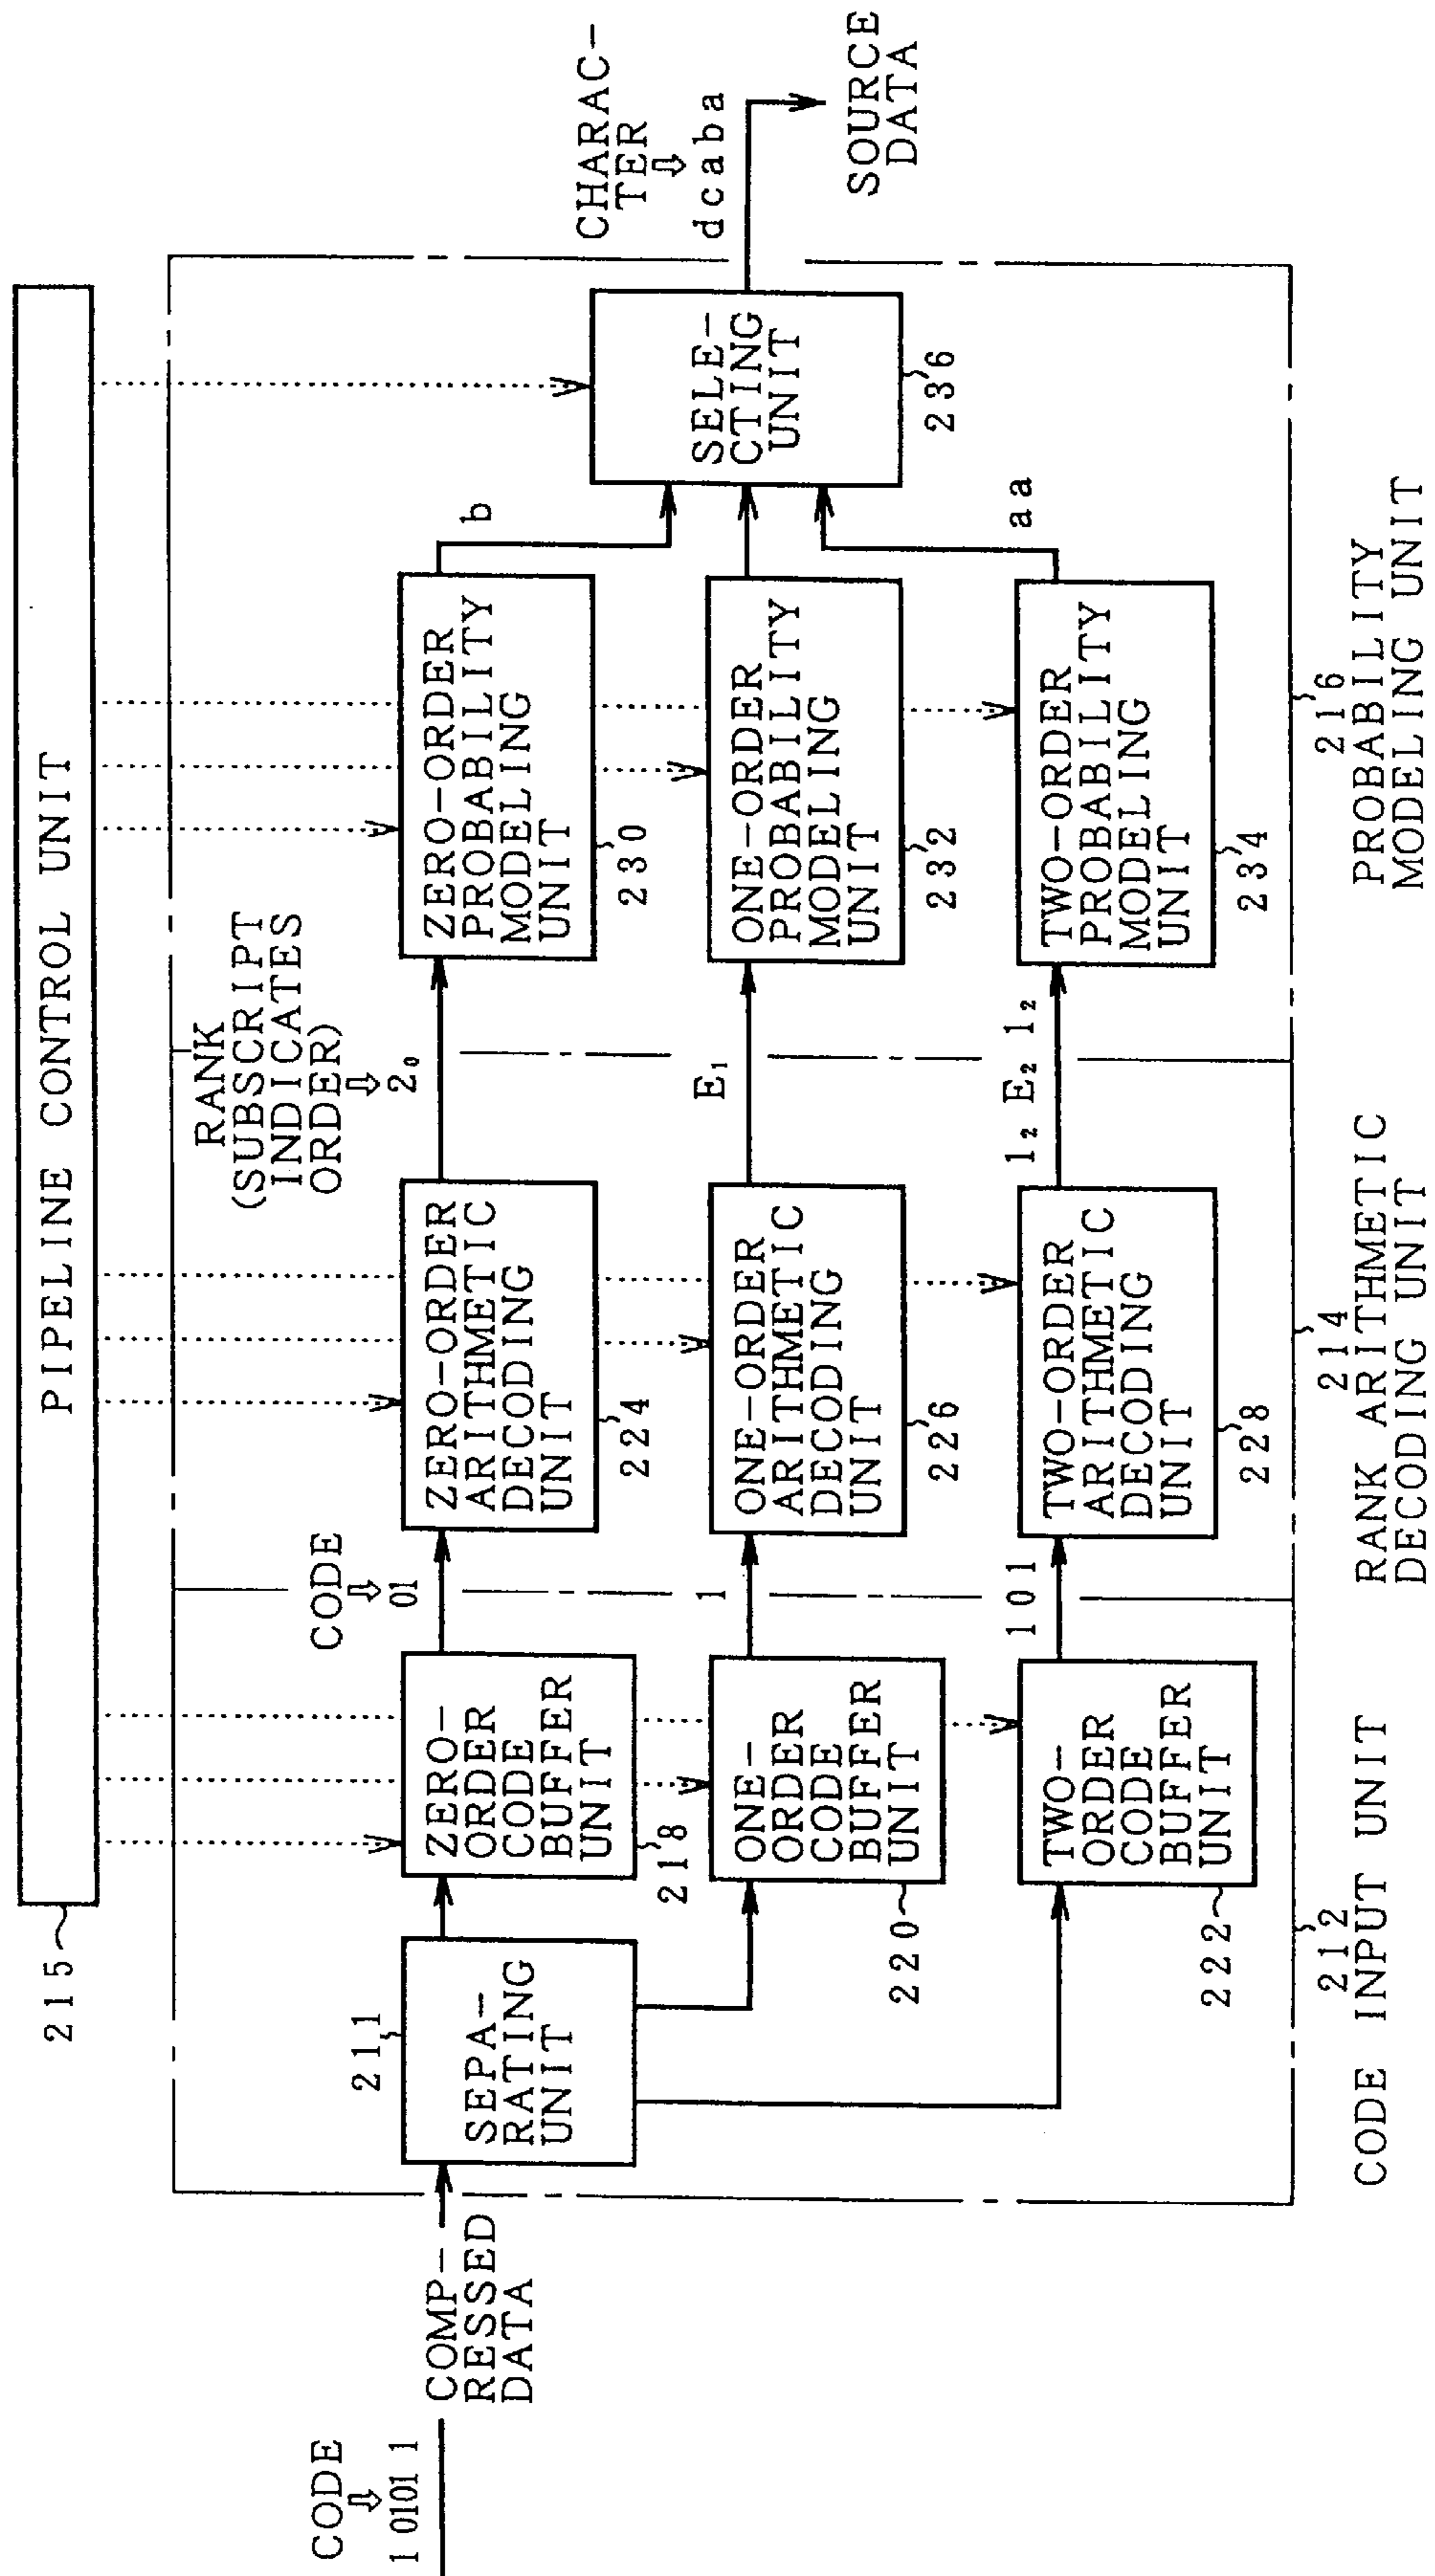 PIPELINE CONTROL UNIT
215
CODE
⇩
1 0101 1
COMP-
RESSED
DATA
211
SEPA-
RATING
UNIT
ZERO-
ORDER
CODE
BUFFER
UNIT
218
ONE-
ORDER
CODE
BUFFER
UNIT
220
TWO-
ORDER
CODE
BUFFER
UNIT
222
212
CODE INPUT UNIT
CODE
⇩
01
1
101
ZERO-ORDER
ARITHMETIC
DECODING
UNIT
224
ONE-ORDER
ARITHMETIC
DECODING
UNIT
226
TWO-ORDER
ARITHMETIC
DECODING
UNIT
228
214
RANK ARITHMETIC
DECODING UNIT
RANK
(SUBSCRIPT
INDICATES
ORDER)
⇩
2₀
E₁
1₂ E₂ 1₂
ZERO-ORDER
PROBABILITY
MODELING
UNIT
230
ONE-ORDER
PROBABILITY
MODELING
UNIT
232
TWO-ORDER
PROBABILITY
MODELING
UNIT
234
216
PROBABILITY
MODELING UNIT
b
aa
SELE-
CTING
UNIT
236
CHARAC-
TER
⇩
dcaba
SOURCE
DATA